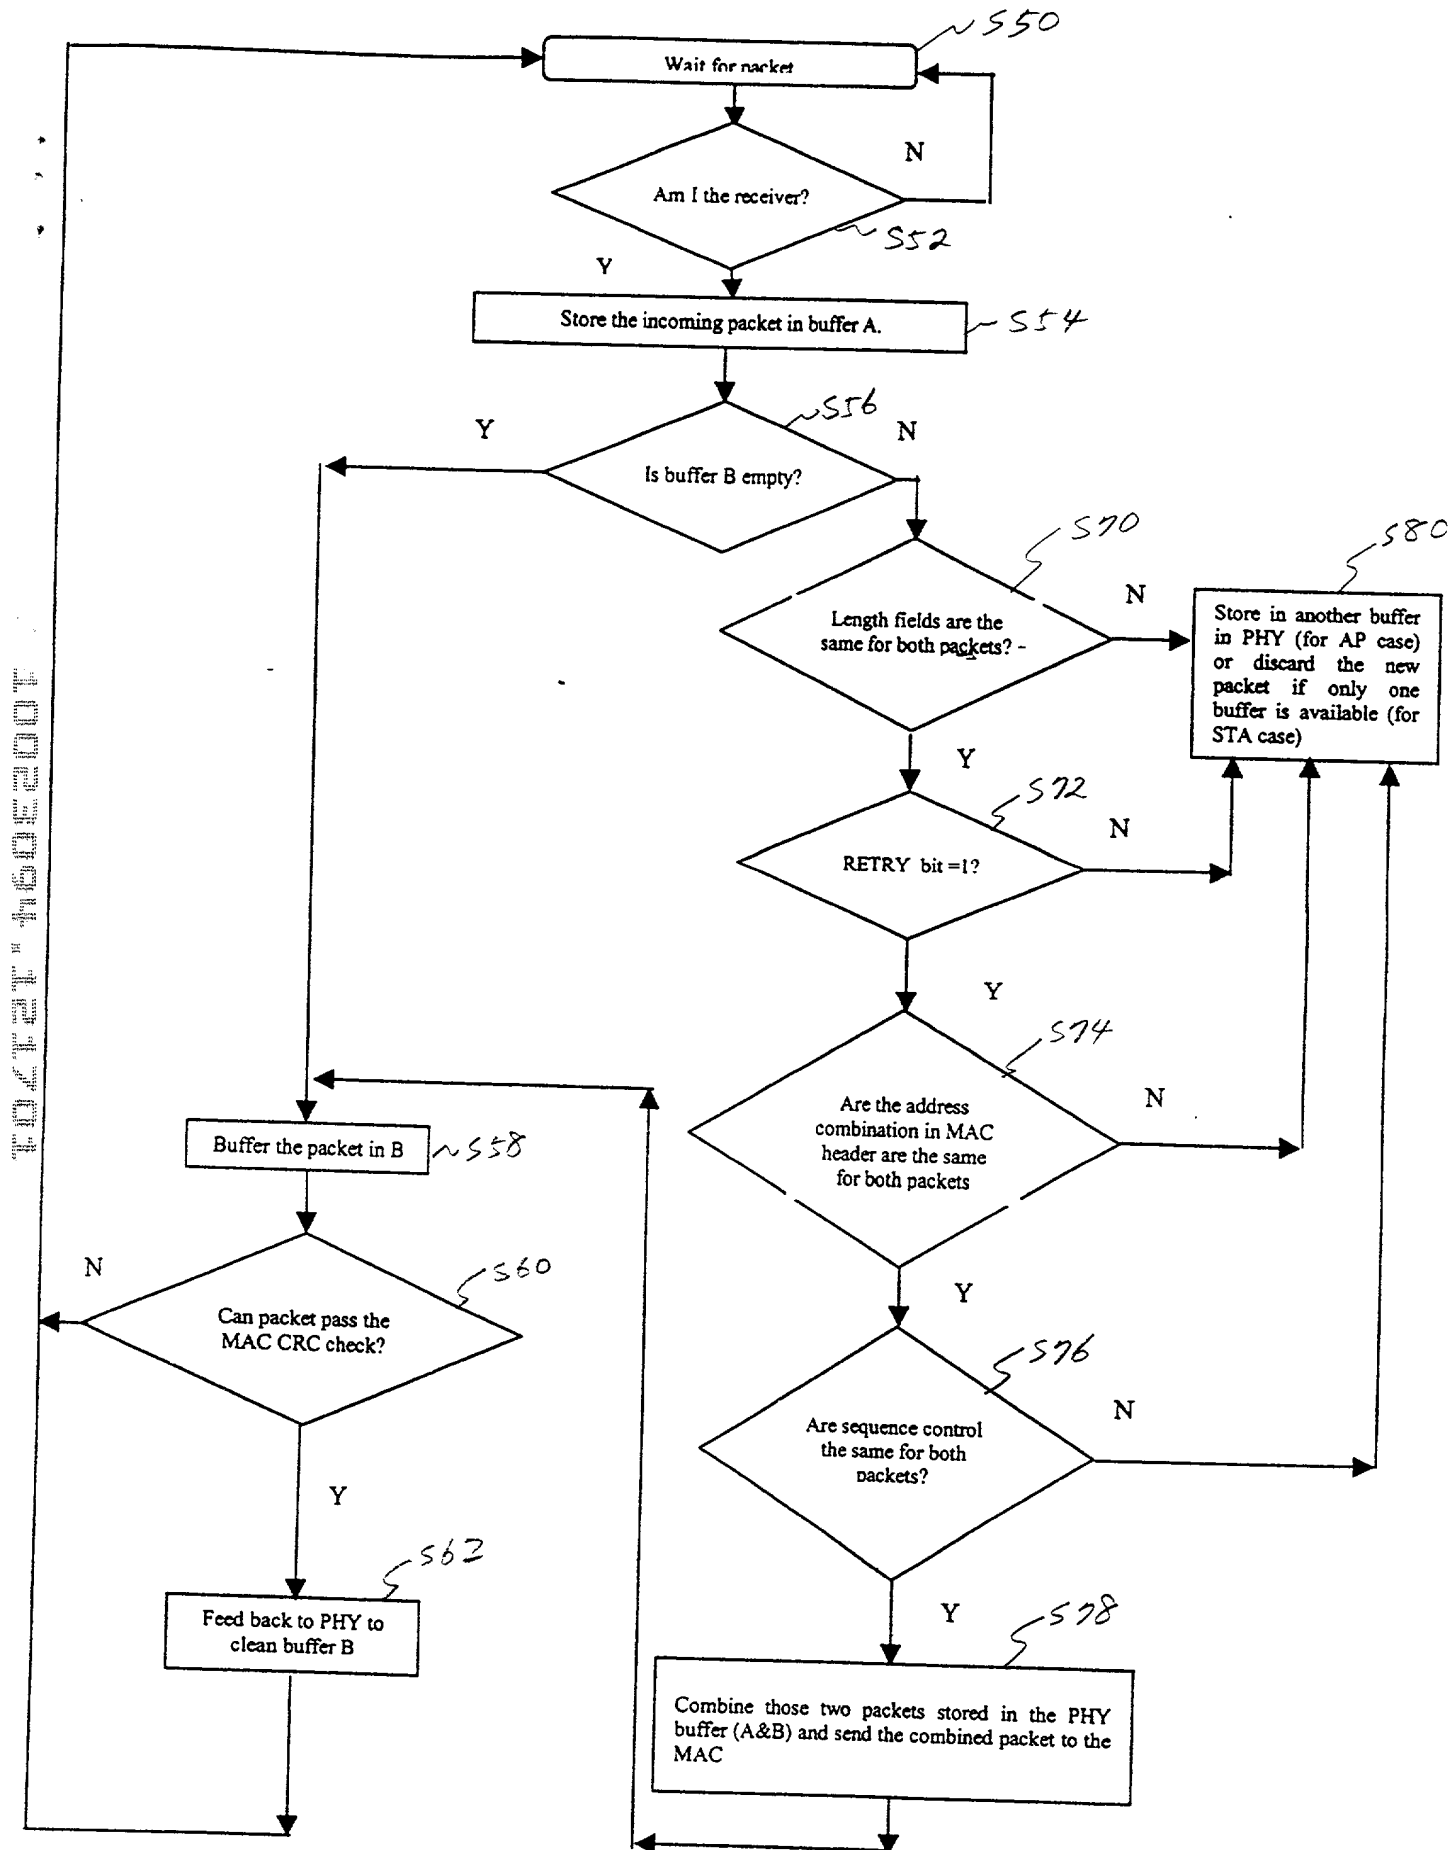 S50
Wait for packet
N
Am I the receiver?
S52
Y
Store the incoming packet in buffer A.
S54
S56
Y
N
Is buffer B empty?
S70
S80
Length fields are the
same for both packets?
N
Store in another buffer
in PHY (for AP case)
or discard the new
packet if only one
buffer is available (for
STA case)
Y
S72
N
RETRY bit =1?
Y
S74
Are the address
combination in MAC
header are the same
for both packets
N
Buffer the packet in B
S58
N
S60
Can packet pass the
MAC CRC check?
Y
S76
Are sequence control
the same for both
packets?
N
Y
S62
Feed back to PHY to
clean buffer B
Y
S78
Combine those two packets stored in the PHY
buffer (A&B) and send the combined packet to the
MAC
10023094.121701